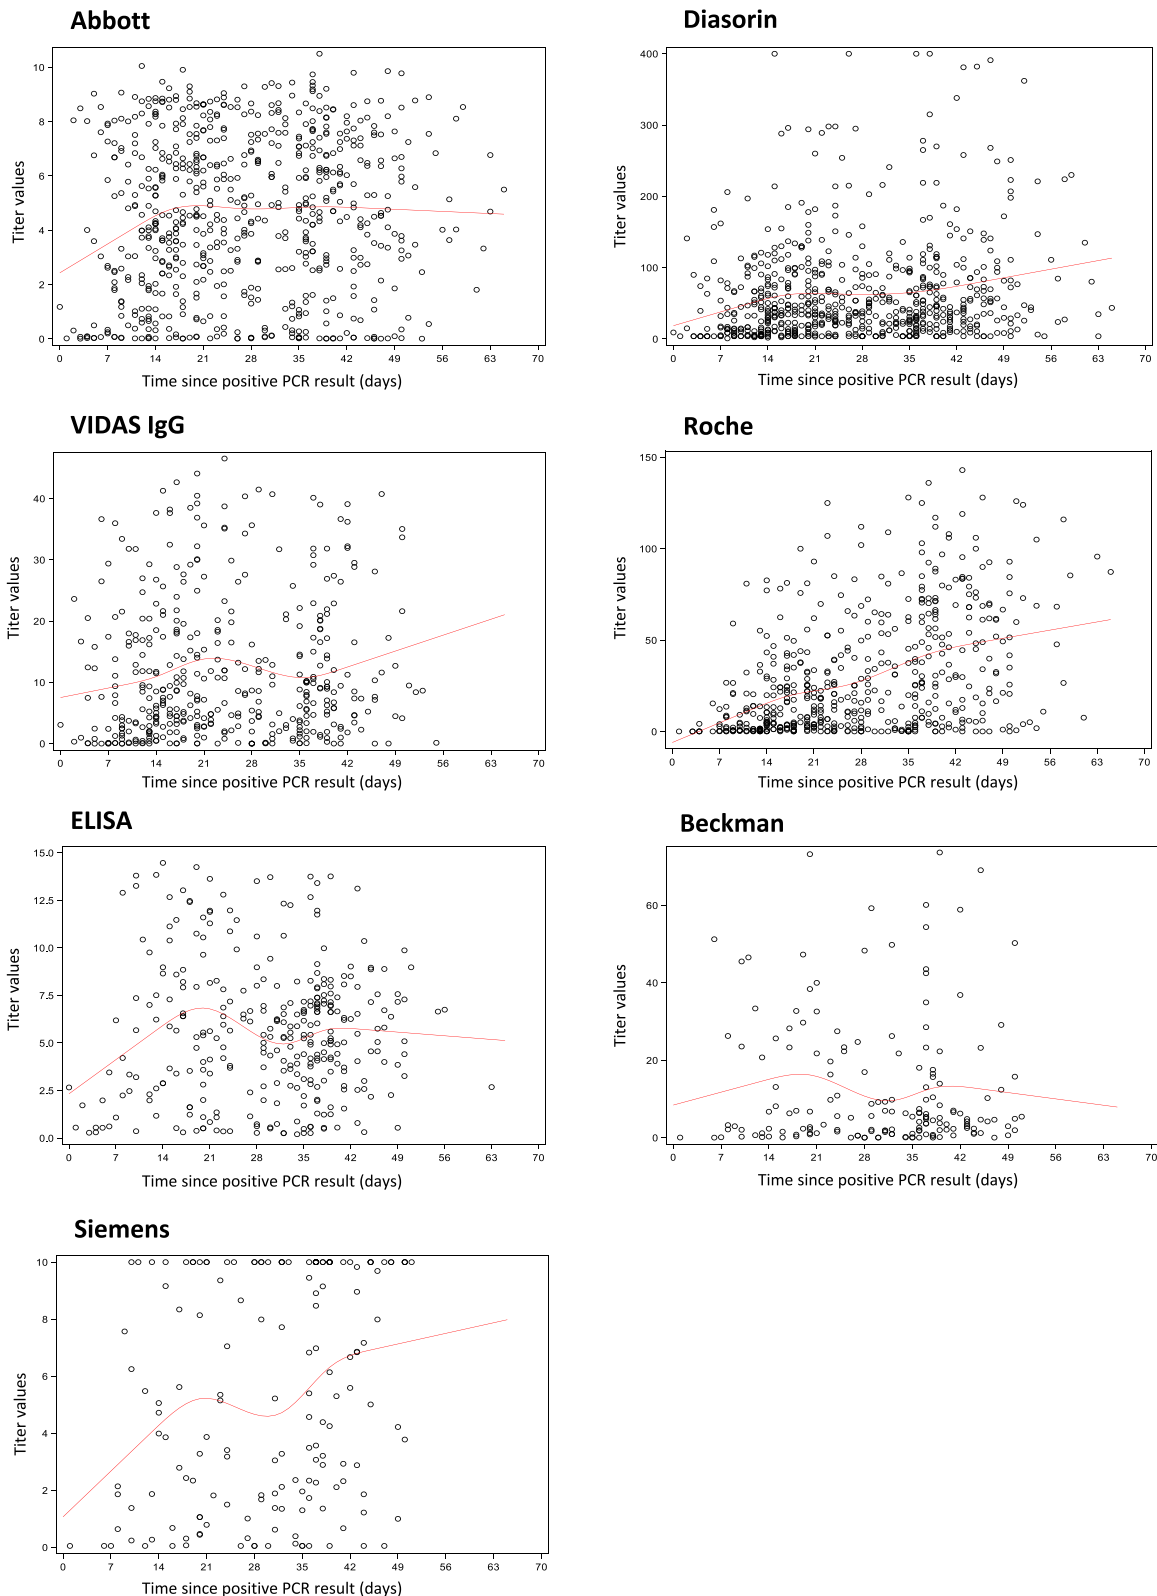 Abbott
Titer values
10
8
6
4
2
0
0 7 14 21 28 35 42 49 56 63 70
Time since positive PCR result (days)
Diasorin
Titer values
400
300
200
100
0
0 7 14 21 28 35 42 49 56 63 70
Time since positive PCR result (days)
VIDAS IgG
Titer values
40
30
20
10
0
0 7 14 21 28 35 42 49 56 63 70
Time since positive PCR result (days)
Roche
Titer values
150
100
50
0
0 7 14 21 28 35 42 49 56 63 70
Time since positive PCR result (days)
ELISA
Titer values
15.0
12.5
10.0
7.5
5.0
2.5
0.0
0 7 14 21 28 35 42 49 56 63 70
Time since positive PCR result (days)
Beckman
Titer values
60
40
20
0
0 7 14 21 28 35 42 49 56 63 70
Time since positive PCR result (days)
Siemens
Titer values
10
8
6
4
2
0
0 7 14 21 28 35 42 49 56 63 70
Time since positive PCR result (days)